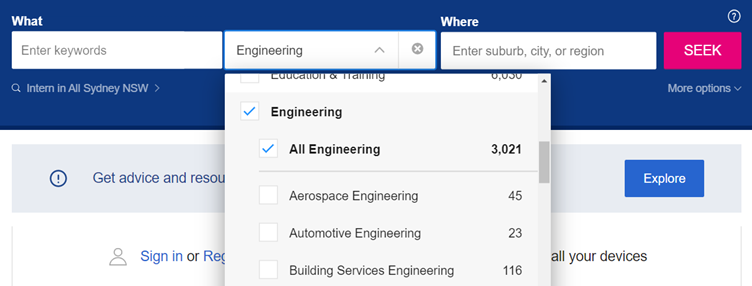 What
Where
Enter keywords
Engineering
Enter suburb, city, or region
SEEK
Intern in All Sydney NSW
More options
Education & Training 6,030
Engineering
All Engineering 3,021
Get advice and resou
Explore
Aerospace Engineering 45
Automotive Engineering 23
Sign in or Reg
all your devices
Building Services Engineering 116